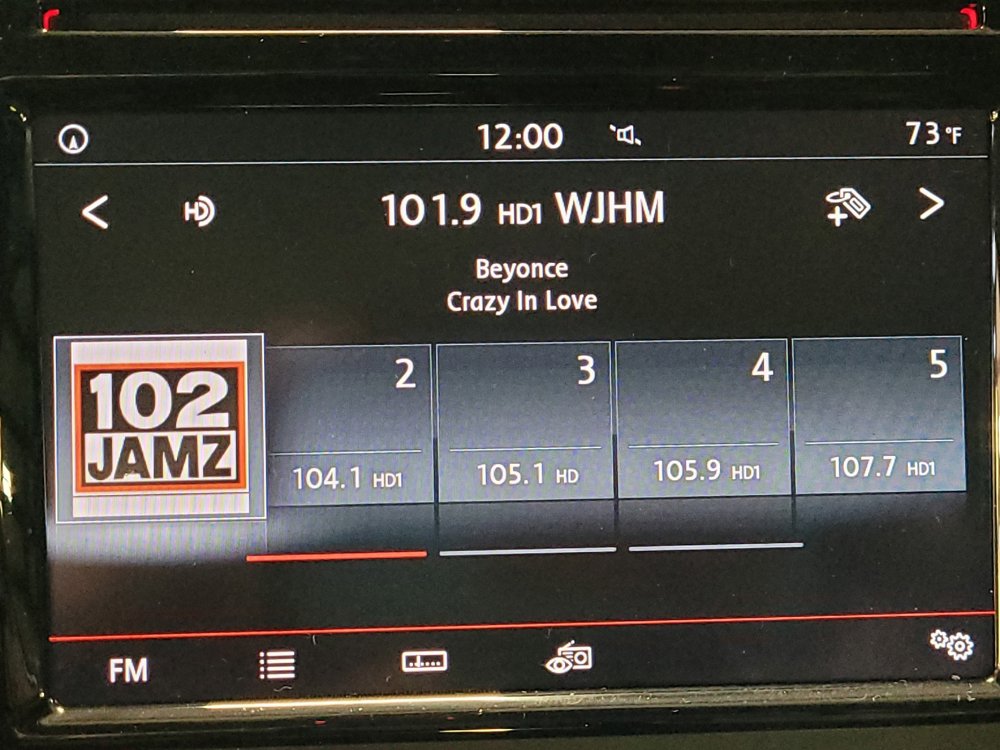 12:00
73°F
HD
101.9 HD1 WJHM
Beyonce
Crazy In Love
102
JAMZ
2
104.1 HD1
3
105.1 HD
4
105.9 HD1
5
107.7 HD1
FM